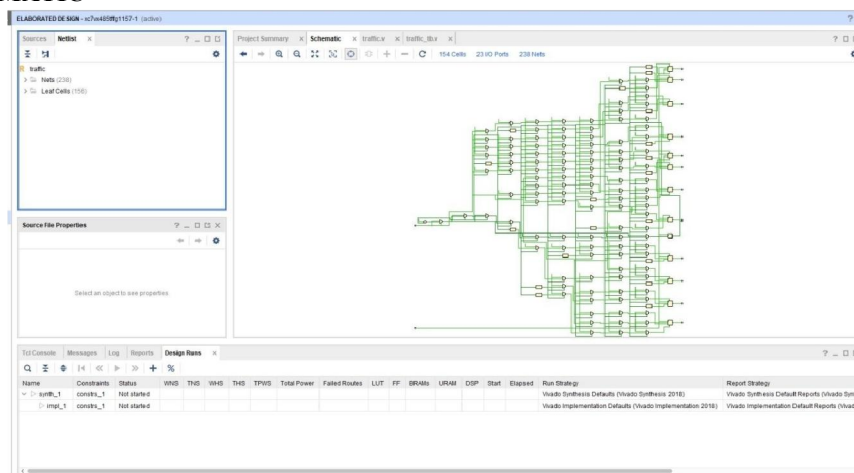 ELABORATED DESIGN - xc7vx485tffg1157-1 (active)
Sources Netlist × ? _ □ □
Project Summary × Schematic × traffic.v × traffic_tb.v × ? □
154 Cells 23 I/O Ports 238 Nets
traffic
Nets (238)
Leaf Cells (156)
Source File Properties ? _ □ □ ×
Select an object to see properties
Tcl Console Messages Log Reports Design Runs × ? _ □
Name Constraints Status WNS TNS WHS THS TPWS Total Power Failed Routes LUT FF BRAMs URAM DSP Start Elapsed Run Strategy Report Strategy
synth_1 constrs_1 Not started Vivado Synthesis Defaults (Vivado Synthesis 2018) Vivado Synthesis Default Reports (Vivado Syn
impl_1 constrs_1 Not started Vivado Implementation Defaults (Vivado Implementation 2018) Vivado Implementation Default Reports (Vivad